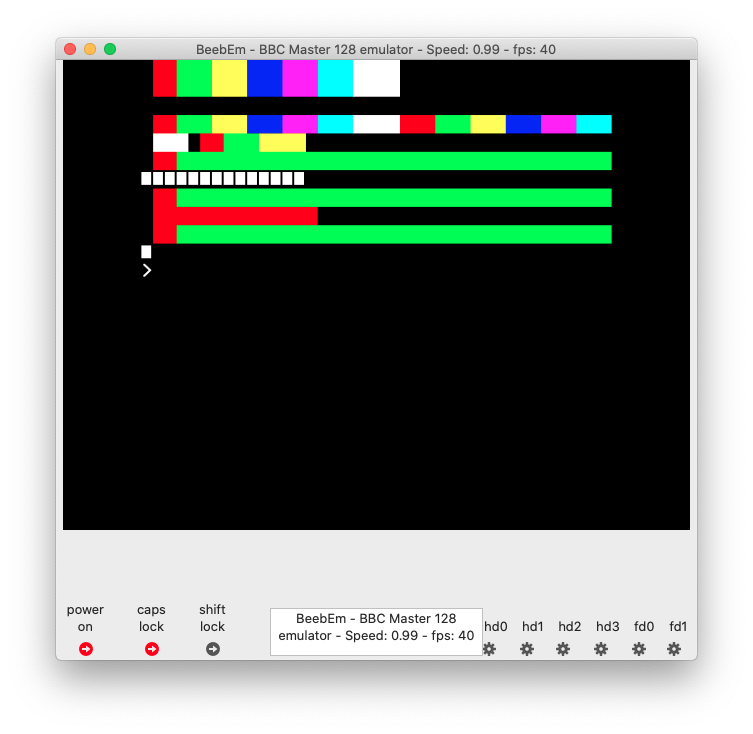 BeebEm - BBC Master 128 emulator - Speed: 0.99 - fps: 40
>
power on
caps lock
shift lock
BeebEm - BBC Master 128
emulator - Speed: 0.99 - fps: 40
hd0 hd1 hd2 hd3 fd0 fd1